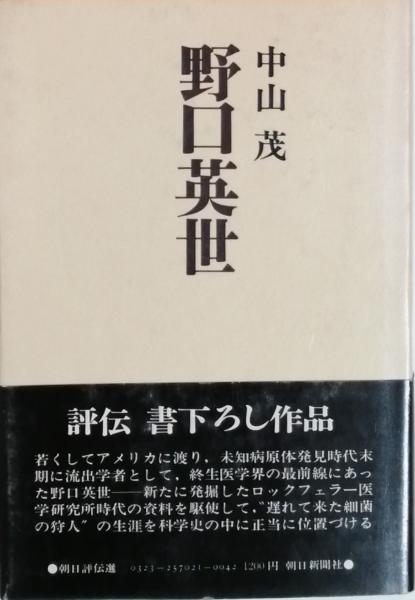 中山 茂
野口英世
評伝 書下ろし作品
若くしてアメリカに渡り，未知病原体発見時代末
期に流出学者として，終生医学界の最前線にあっ
た野口英世――新たに発掘したロックフェラー医
学研究所時代の資料を駆使して，“遅れて来た細菌
の狩人”の生涯を科学史の中に正当に位置づける
●朝日評伝選 0323-257021-0042 1200円 朝日新聞社●